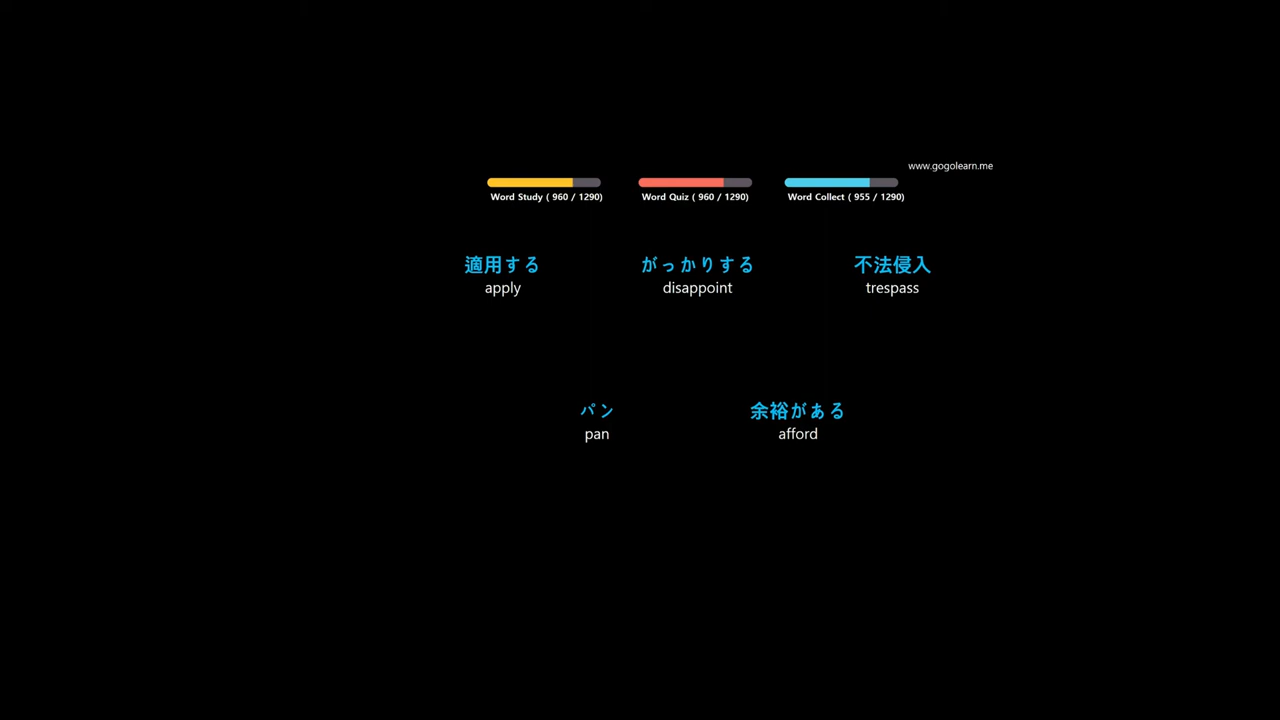 www.gogolearn.me
Word Study ( 960 / 1290)
Word Quiz ( 960 / 1290)
Word Collect ( 955 / 1290)
適用する
apply
がっかりする
disappoint
不法侵入
trespass
パン
pan
余裕がある
afford